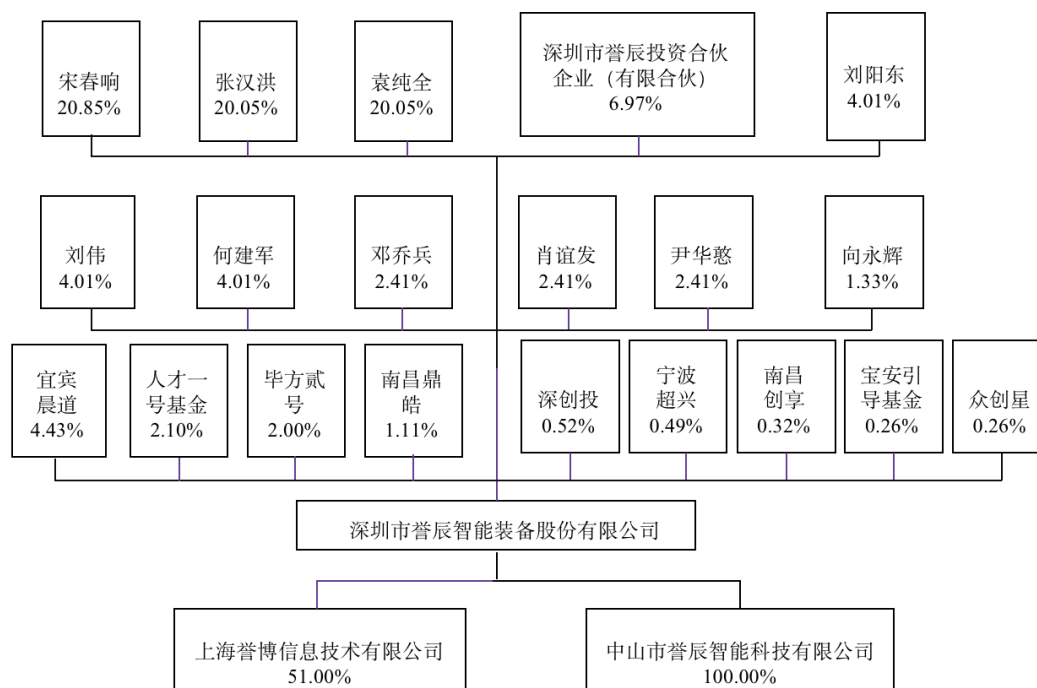 宋春响
20.85%
张汉洪
20.05%
袁纯全
20.05%
深圳市誉辰投资合伙
企业（有限合伙）
6.97%
刘阳东
4.01%
刘伟
4.01%
何建军
4.01%
邓乔兵
2.41%
肖谊发
2.41%
尹华憨
2.41%
向永辉
1.33%
宜宾
晨道
4.43%
人才一
号基金
2.10%
毕方贰
号
2.00%
南昌鼎
皓
1.11%
深创投
0.52%
宁波
超兴
0.49%
南昌
创享
0.32%
宝安引
导基金
0.26%
众创星
0.26%
深圳市誉辰智能装备股份有限公司
上海誉博信息技术有限公司
51.00%
中山市誉辰智能科技有限公司
100.00%